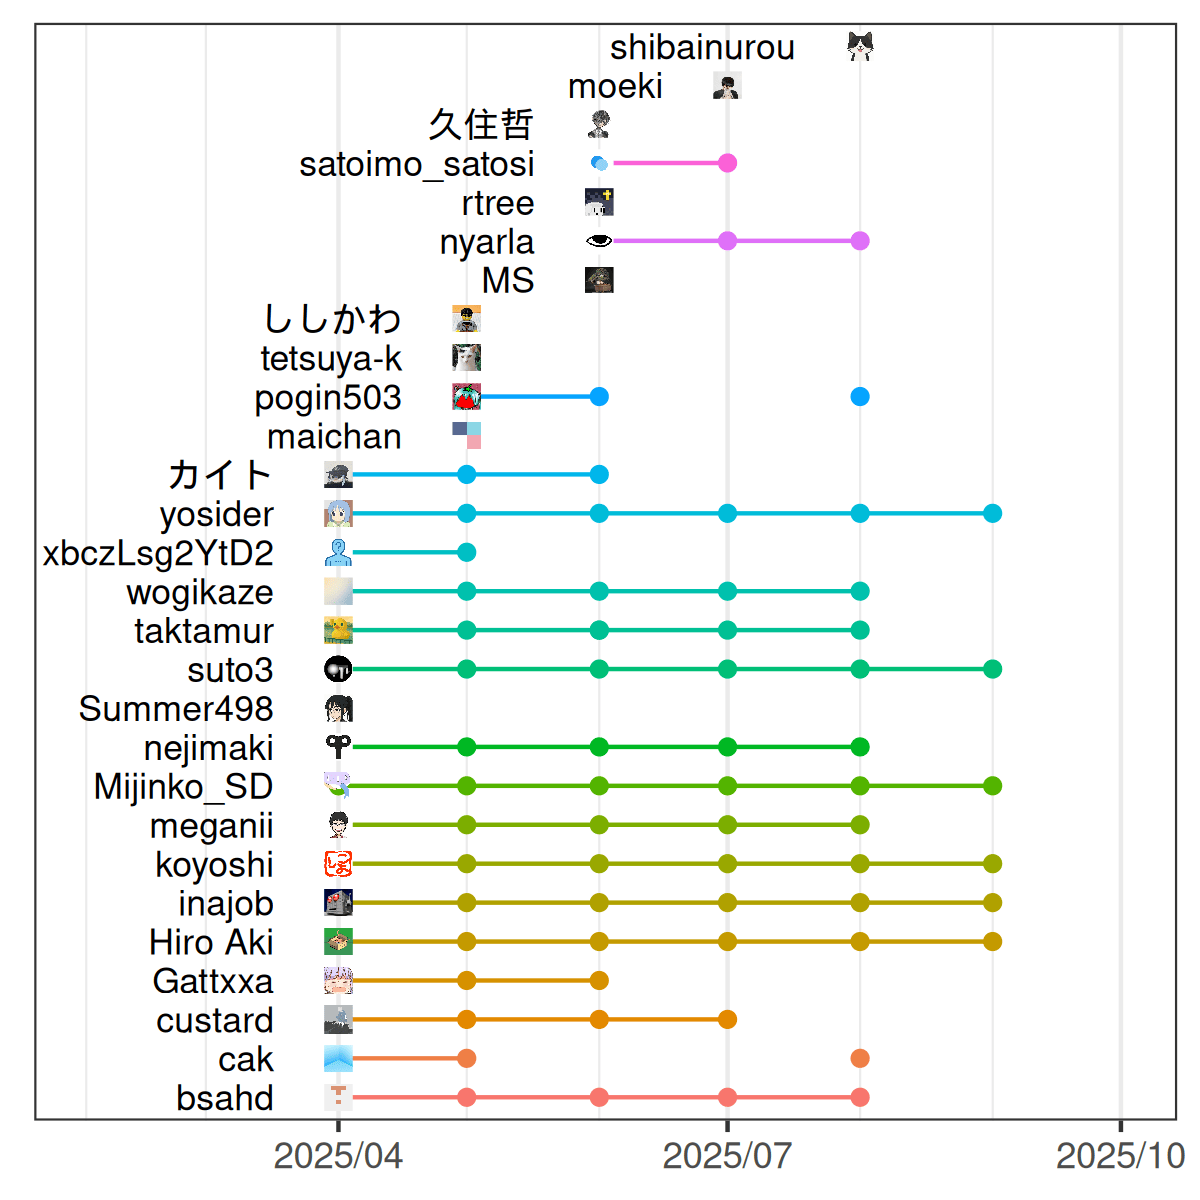 shibainurou
moeki
久住哲
satoimo_satosi
rtree
nyarla
MS
ししかわ
tetsuya-k
pogin503
maichan
カイト
yosider
xbczLsg2YtD2
wogikaze
taktamur
suto3
Summer498
nejimaki
Mijinko_SD
meganii
koyoshi
inajob
Hiro Aki
Gattxxa
custard
cak
bsahd
2025/04 2025/07 2025/10